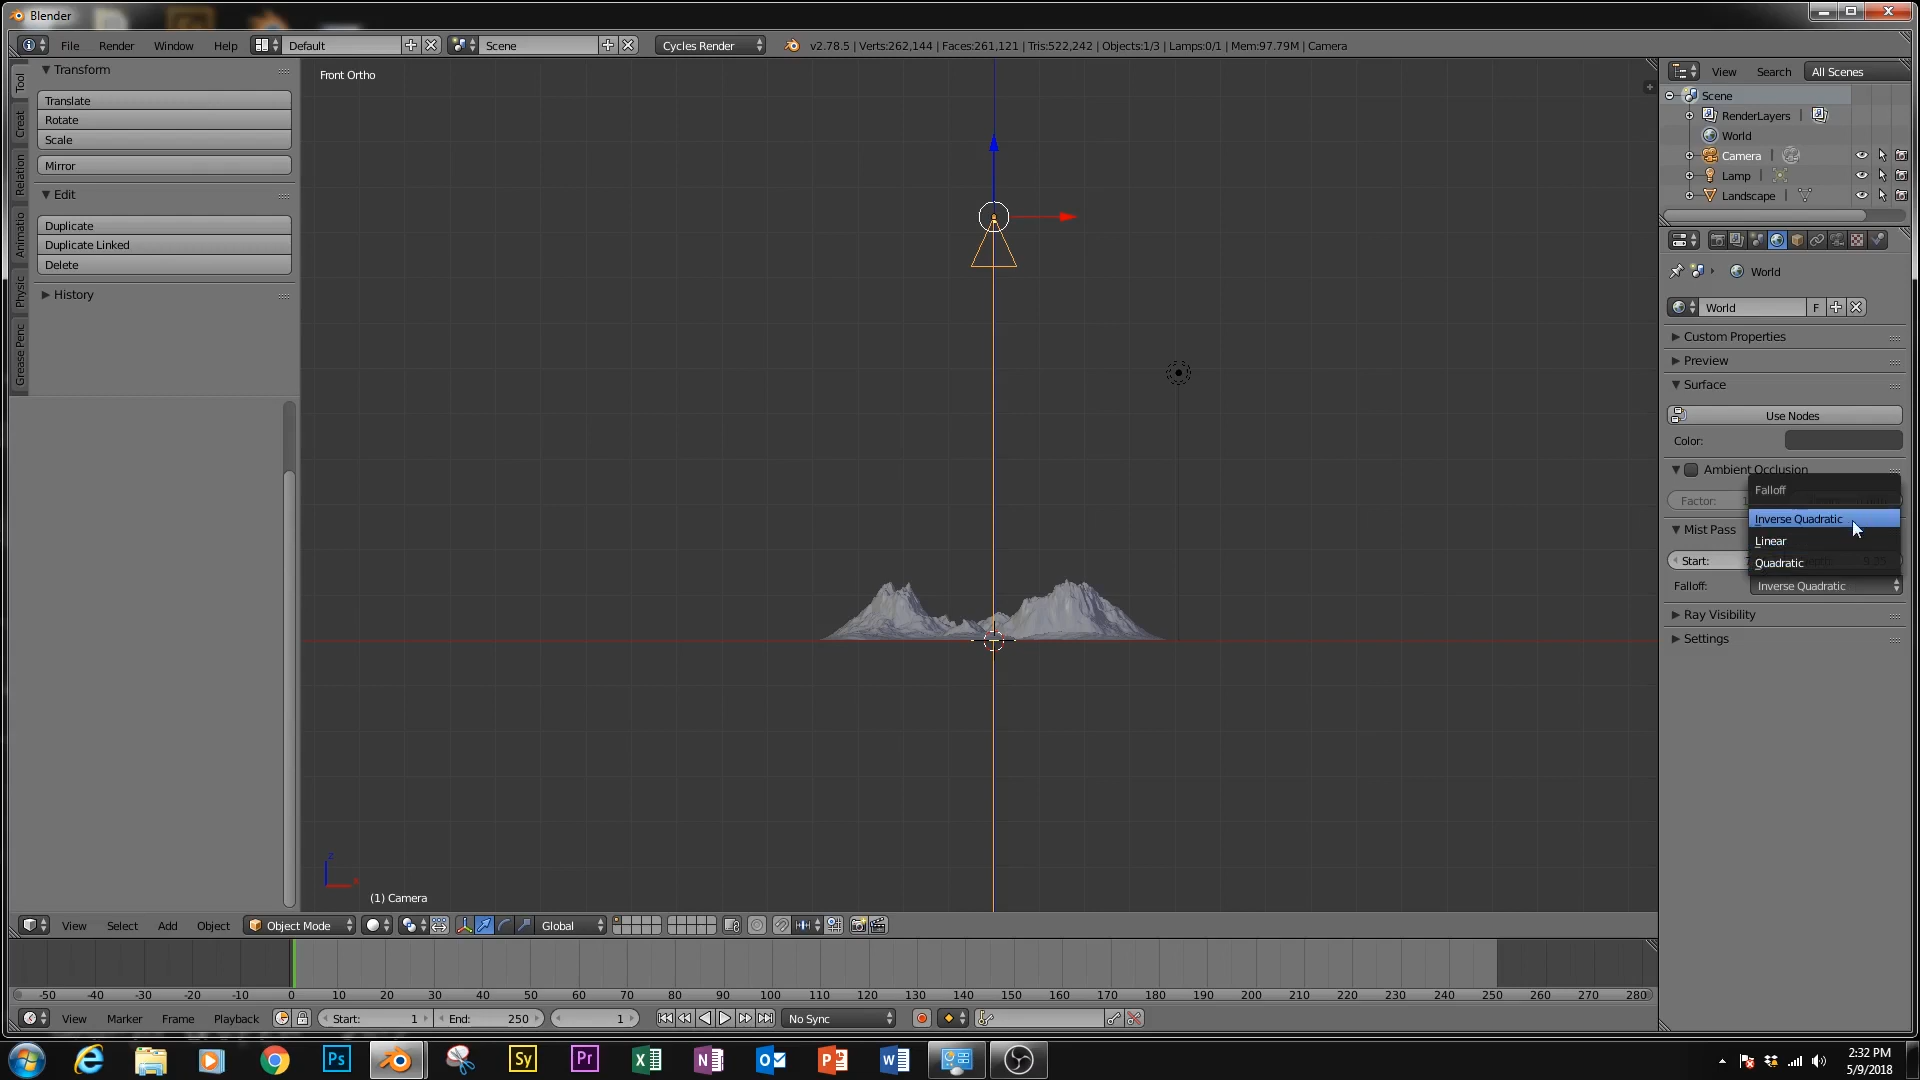 Blender
File Render Window Help Default Scene Cycles Render v2.78.5 | Verts:262,144 | Faces:261,121 | Tris:522,242 | Objects:1/3 | Lamps:0/1 | Mem:97.79M | Camera
Tool
Creat
Relation
Animatio
Physic
Grease Penc
Transform
Translate
Rotate
Scale
Mirror
Edit
Duplicate
Duplicate Linked
Delete
History
Front Ortho
z
x
(1) Camera
View Search All Scenes
Scene
RenderLayers
World
Camera
Lamp
Landscape
World
World F
Custom Properties
Preview
Surface
Use Nodes
Color:
Ambient Occlusion
Factor:
Falloff
Inverse Quadratic
Linear
Quadratic
Mist Pass
Start:
Falloff: Inverse Quadratic
Ray Visibility
Settings
View Select Add Object Object Mode Global
-50 -40 -30 -20 -10 0 10 20 30 40 50 60 70 80 90 100 110 120 130 140 150 160 170 180 190 200 210 220 230 240 250 260 270 280
View Marker Frame Playback Start: 1 End: 250 1 No Sync
Ps Sy Pr
2:32 PM
5/9/2018